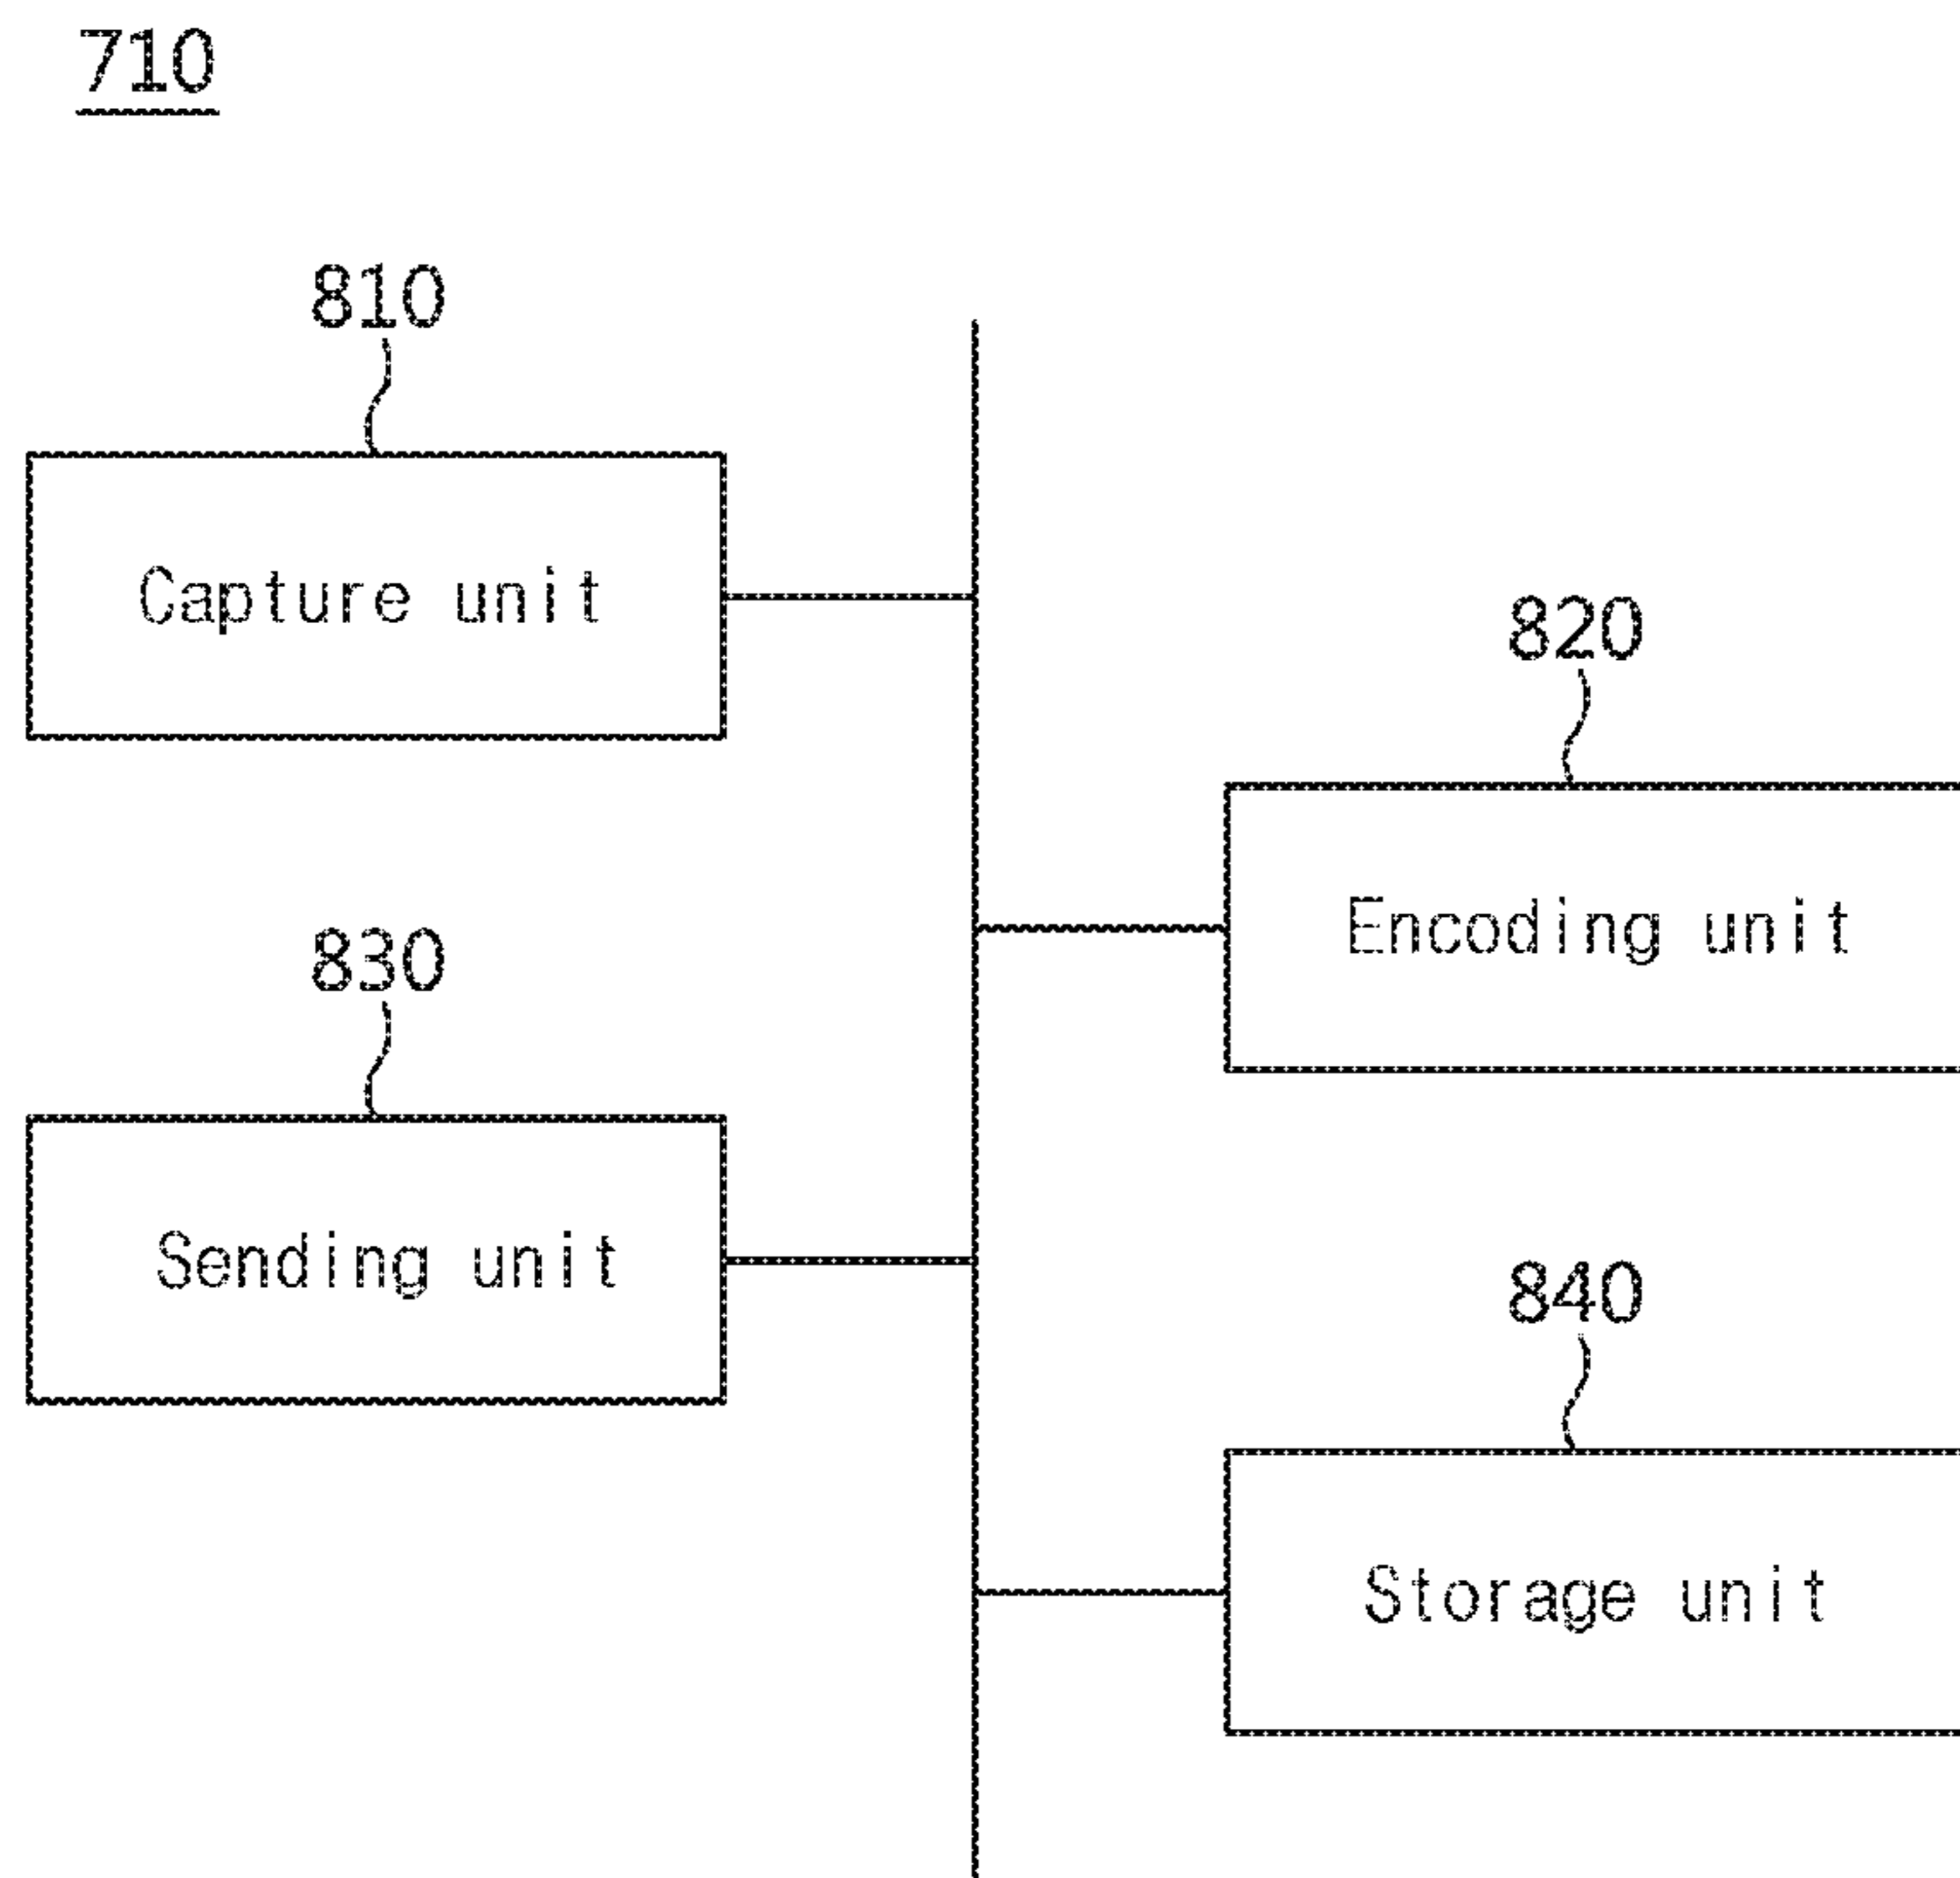 710
810
Capture unit
820
Encoding unit
830
Sending unit
840
Storage unit